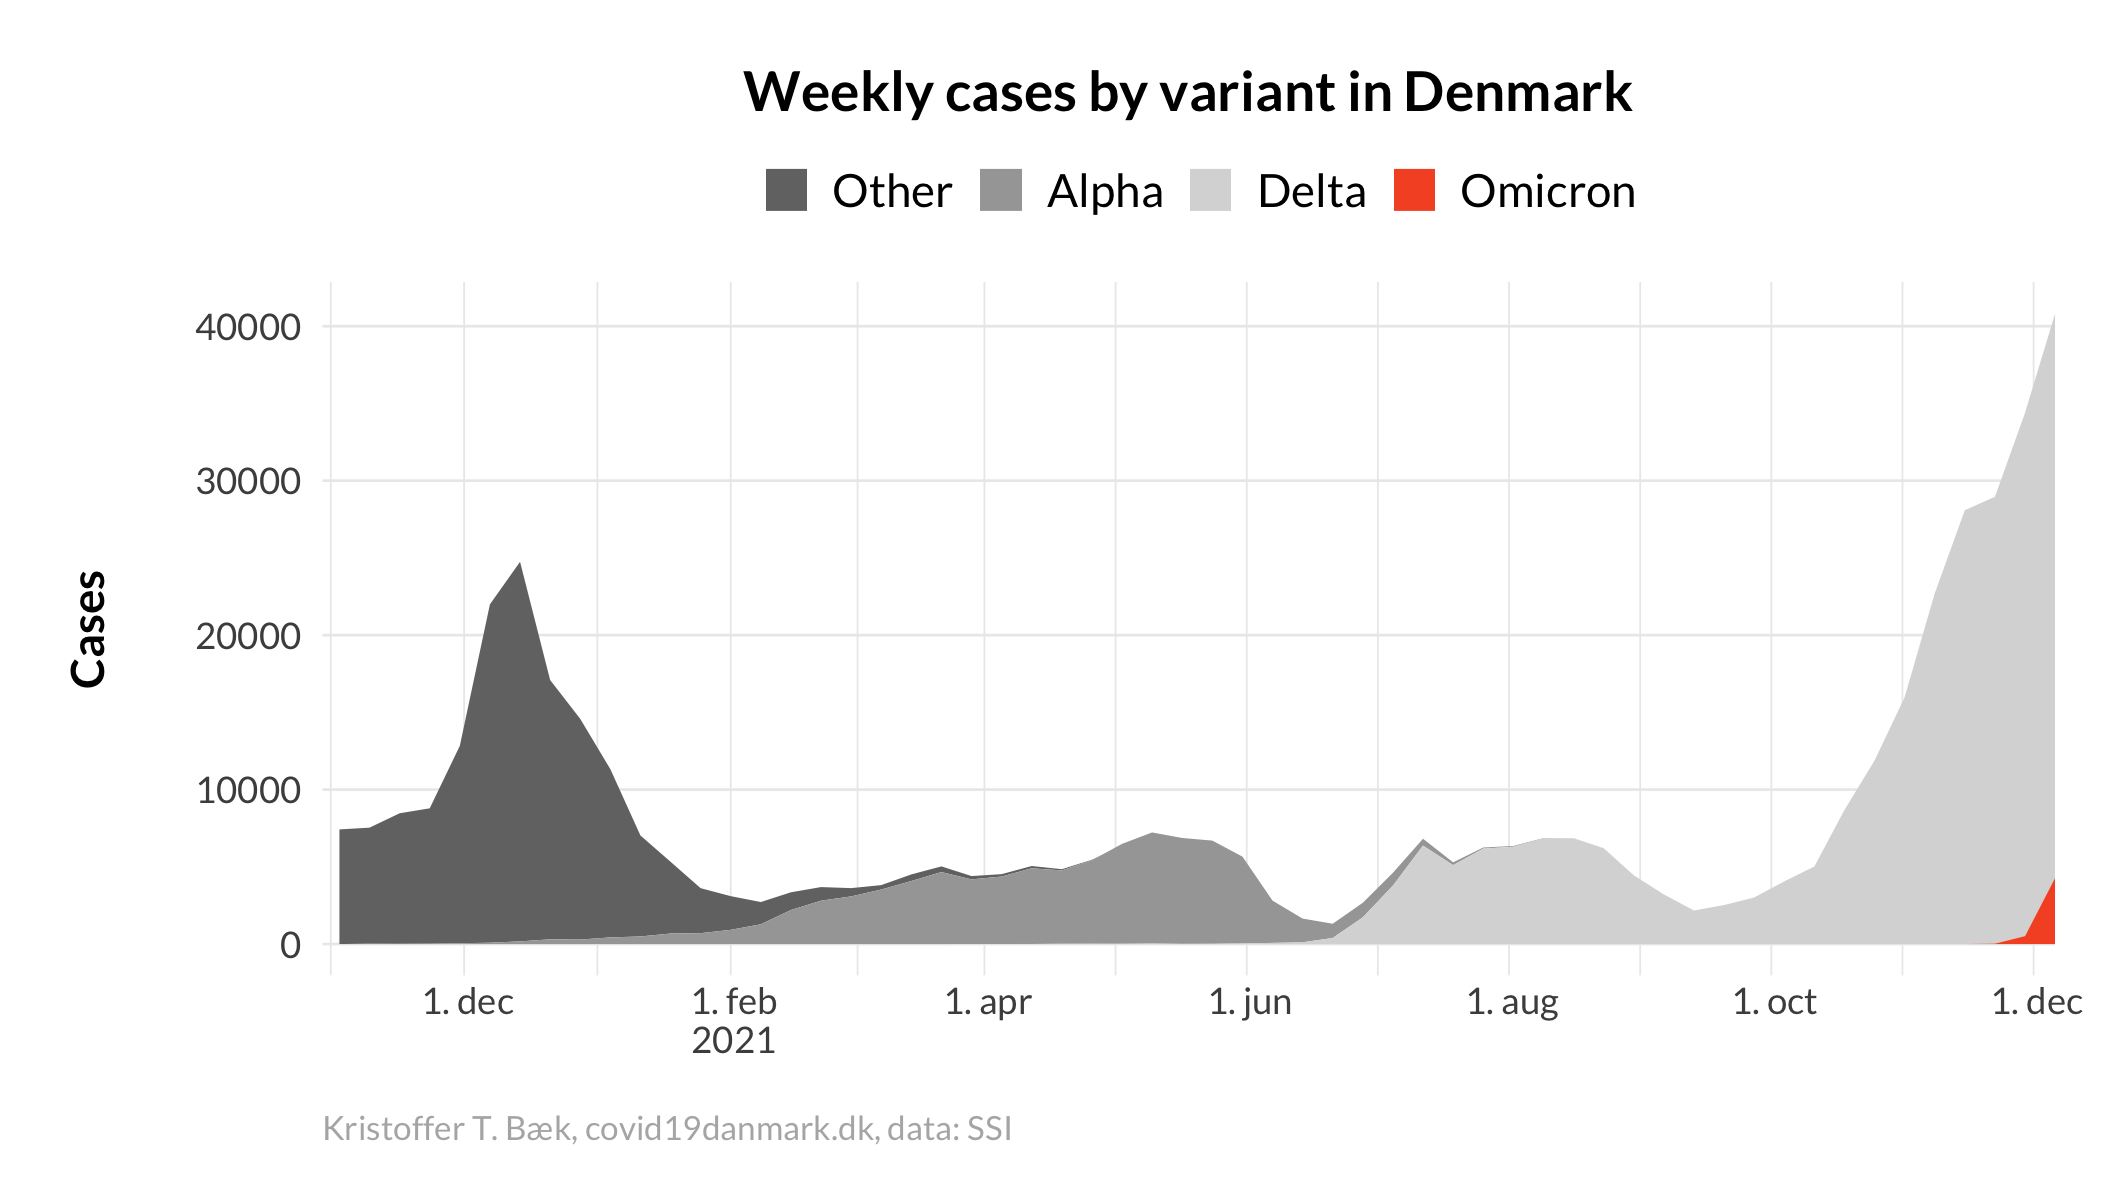 Weekly cases by variant in Denmark
Other Alpha Delta Omicron
Cases
40000
30000
20000
10000
0
1. dec 1. feb 1. apr 1. jun 1. aug 1. oct 1. dec
2021
Kristoffer T. Bæk, covid19danmark.dk, data: SSI